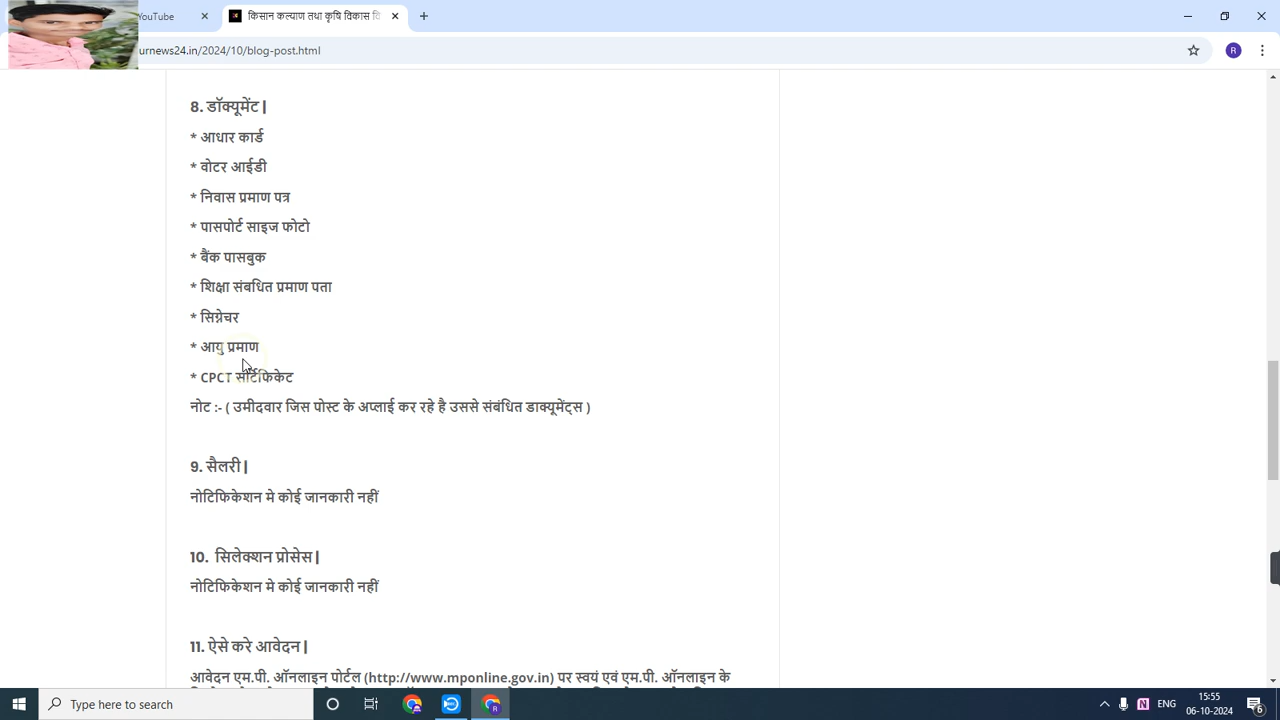 YouTube
किसान कल्याण तथा कृषि विकास वि
urnews24.in/2024/10/blog-post.html
R
8. डॉक्यूमेंट |
* आधार कार्ड
* वोटर आईडी
* निवास प्रमाण पत्र
* पासपोर्ट साइज फोटो
* बैंक पासबुक
* शिक्षा संबधित प्रमाण पता
* सिग्नेचर
* आयु प्रमाण
* CPCT सर्टिफिकेट
नोट :- ( उमीदवार जिस पोस्ट के अप्लाई कर रहे है उससे संबंधित डाक्यूमेंट्स )
9. सैलरी |
नोटिफिकेशन मे कोई जानकारी नहीं
10. सिलेक्शन प्रोसेस |
नोटिफिकेशन मे कोई जानकारी नहीं
11. ऐसे करे आवेदन |
आवेदन एम.पी. ऑनलाइन पोर्टल (http://www.mponline.gov.in) पर स्वयं एवं एम.पी. ऑनलाइन के
Type here to search
ENG
15:55
06-10-2024
6